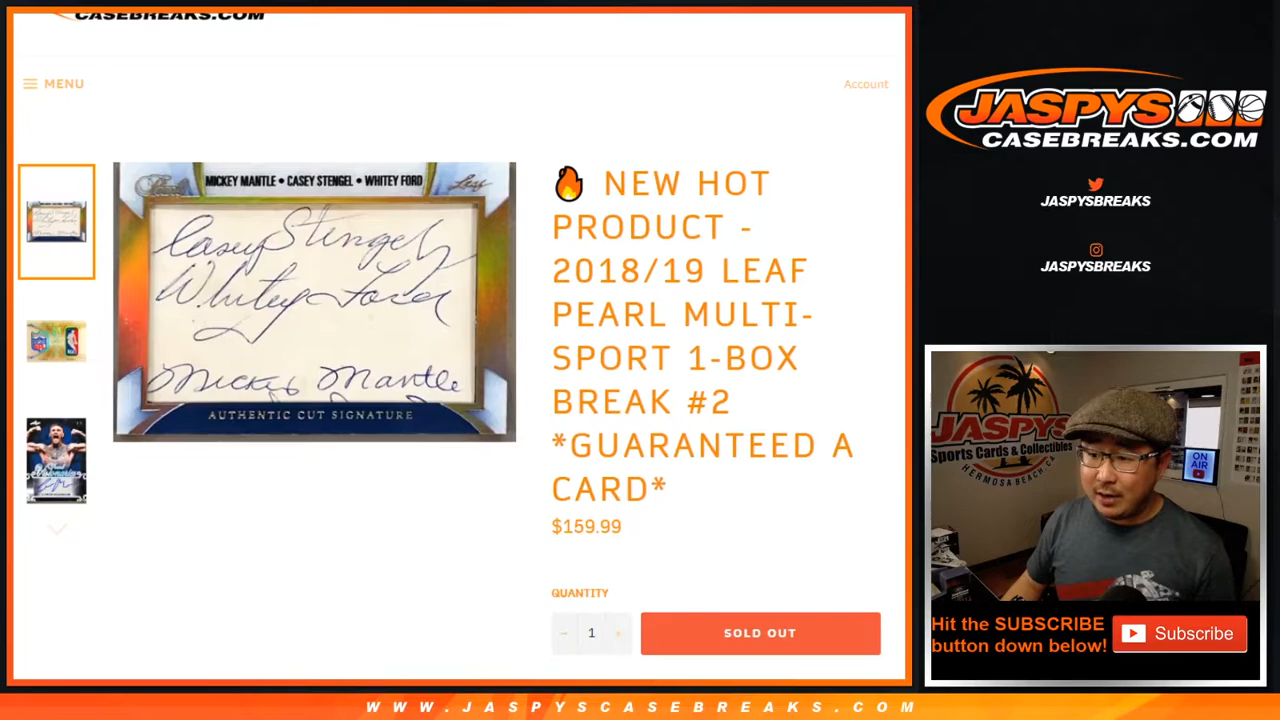 CASEBREAKS.COM
MENU
Account
MICKEY MANTLE • CASEY STENGEL • WHITEY FORD
Leaf
Casey Stengel
Whitey Ford
Mickey Mantle
AUTHENTIC CUT SIGNATURE
🔥 NEW HOT
PRODUCT -
2018/19 LEAF
PEARL MULTI-
SPORT 1-BOX
BREAK #2
*GUARANTEED A
CARD*
$159.99
QUANTITY
− 1 +
SOLD OUT
JASPYS
CASEBREAKS.COM
JASPYSBREAKS
JASPYSBREAKS
JASPYS
Sports Cards & Collectibles
HERMOSA BEACH, CA
ON
AIR
Hit the SUBSCRIBE
button down below!
Subscribe
WWW.JASPYSCASEBREAKS.COM